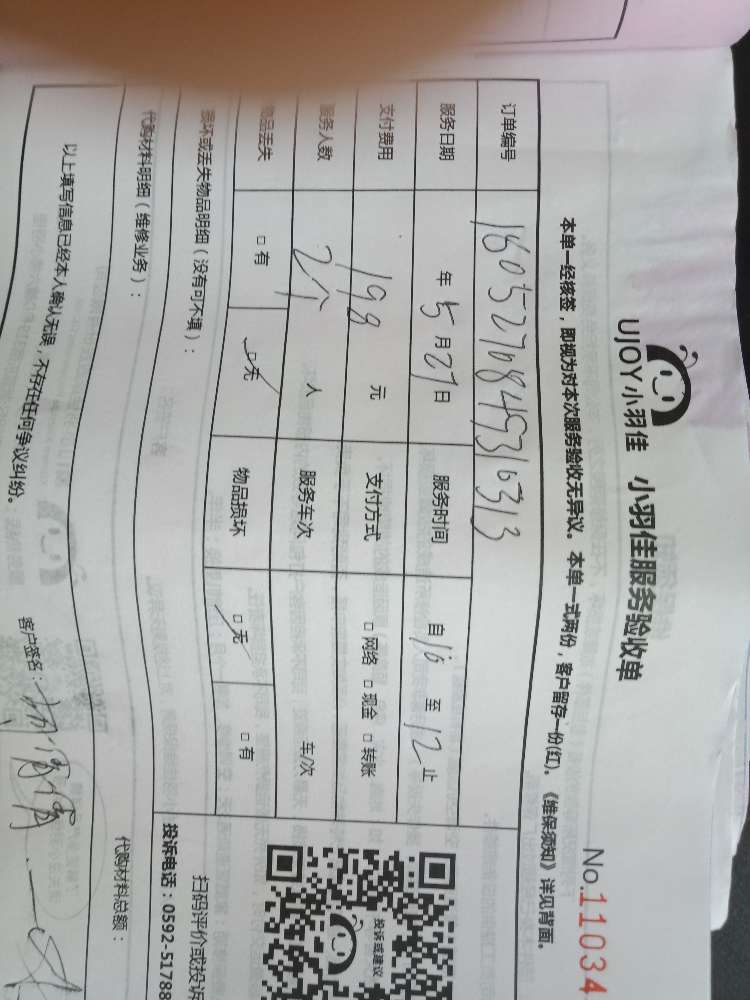 UJOY小羽佳 小羽佳服务验收单
No.11034
本单一经核签，即视为对本次服务验收无异议。本单一式两份，客户留存一份(红)。《维保须知》详见背面。
订单编号 1805270849316313
服务日期 年 5 月 27 日 服务时间 自 10 至 12 止
支付费用 198 元 支付方式 □ 网络 □ 现金 □ 转账
服务人数 2个 人 服务车次 车/次
物品丢失 □ 有 □ 无 物品损坏 □ 无 □ 有
损坏或丢失物品明细（没有可不填）：
代购材料明细（维修业务）：
代购材料总额：
以上填写信息已经本人确认无误，不存在任何争议纠纷。
客户签名：
投诉或建议
扫码评价或投诉
投诉电话：0592-51788